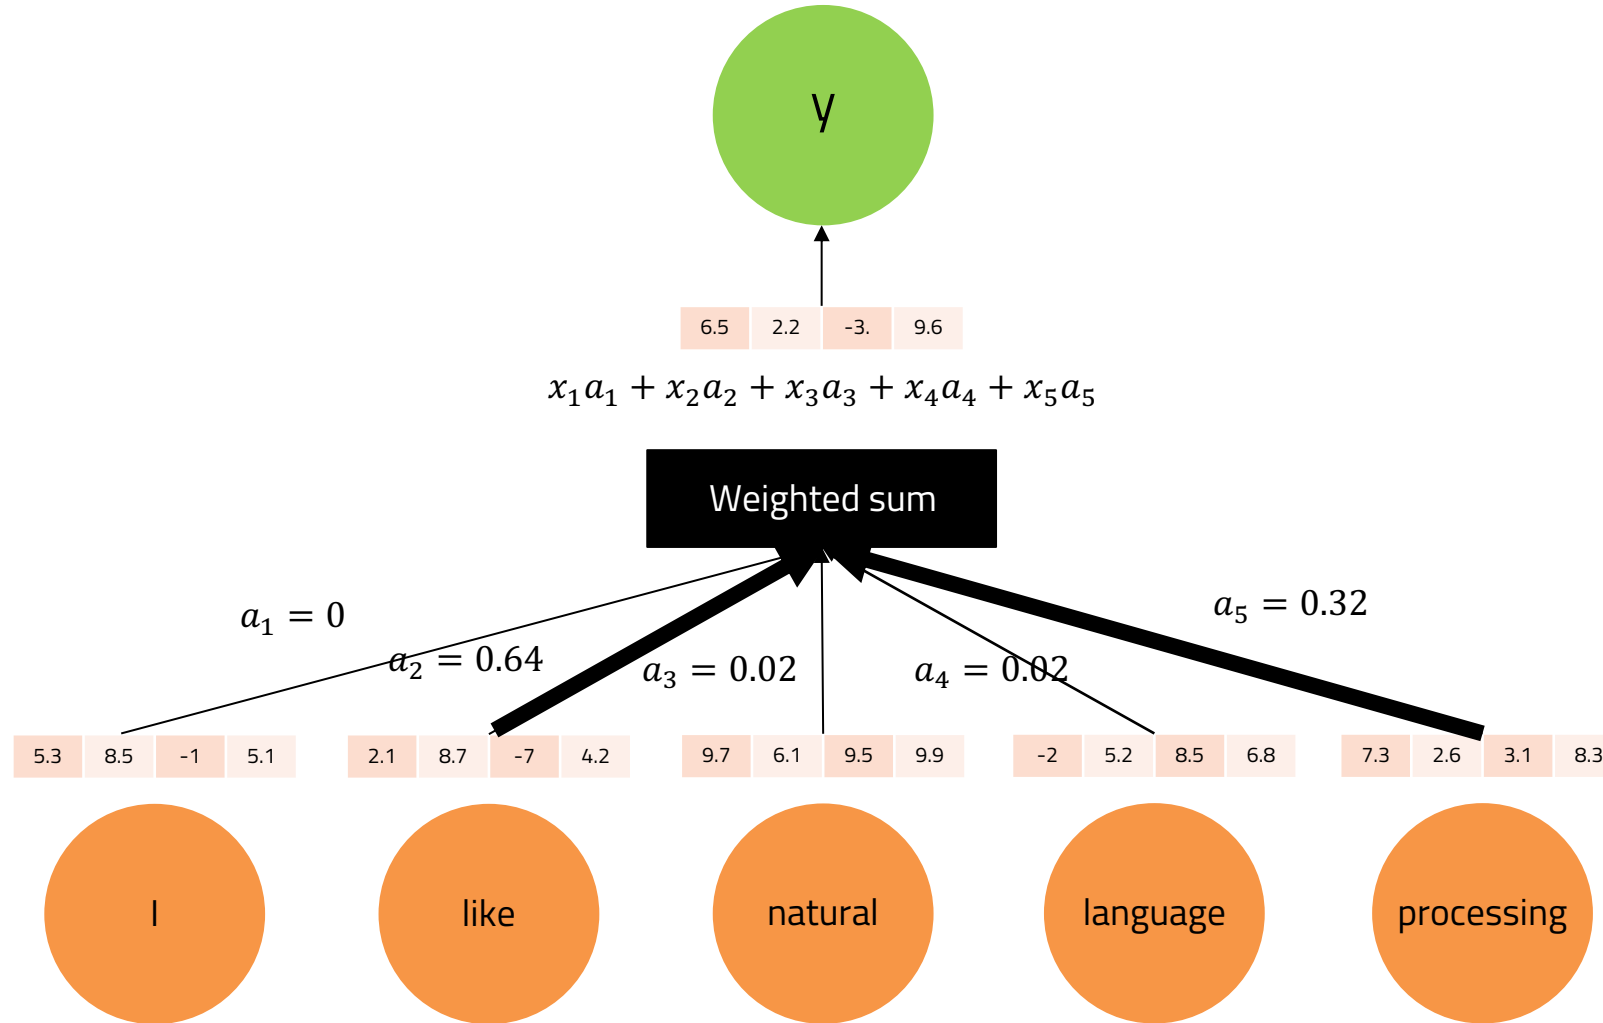 y
6.5 2.2 -3. 9.6
x₁a₁ + x₂a₂ + x₃a₃ + x₄a₄ + x₅a₅
Weighted sum
a₁ = 0
a₂ = 0.64
a₃ = 0.02
a₄ = 0.02
a₅ = 0.32
5.3 8.5 -1 5.1
2.1 8.7 -7 4.2
9.7 6.1 9.5 9.9
-2 5.2 8.5 6.8
7.3 2.6 3.1 8.3
I
like
natural
language
processing